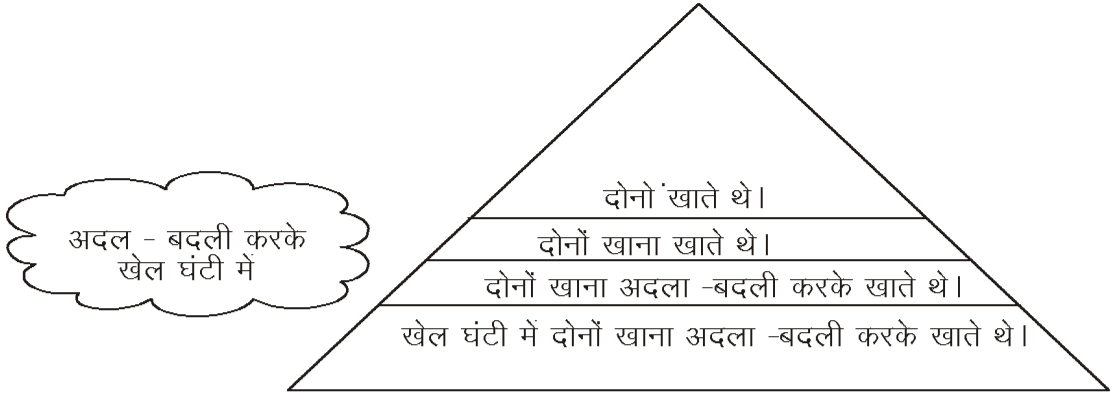 दोनो खाते थे।
दोनों खाना खाते थे।
अदल - बदली करके
खेल घंटी में
दोनों खाना अदला -बदली करके खाते थे।
खेल घंटी में दोनों खाना अदला -बदली करके खाते थे।